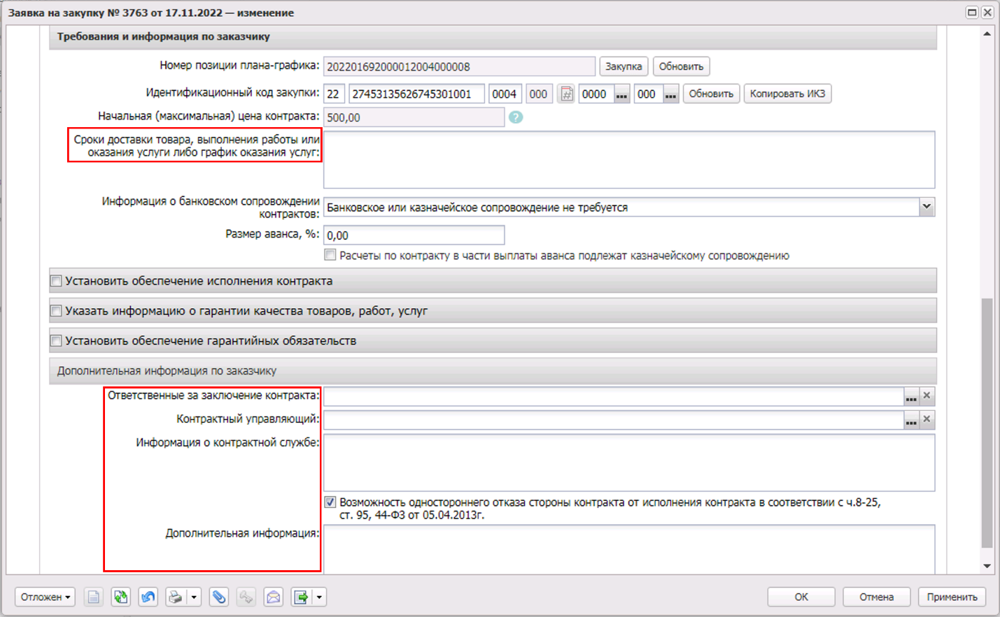 Заявка на закупку № 3763 от 17.11.2022 — изменение
Требования и информация по заказчику
Номер позиции плана-графика: 202201692000012004000008 Закупка Обновить
Идентификационный код закупки: 22 27453135626745301001 0004 000 # 0000 ... 000 ... Обновить Копировать ИКЗ
Начальная (максимальная) цена контракта: 500,00 ?
Сроки доставки товара, выполнения работы или
оказания услуги либо график оказания услуг:
Информация о банковском сопровождении
контрактов: Банковское или казначейское сопровождение не требуется
Размер аванса, %: 0,00
Расчеты по контракту в части выплаты аванса подлежат казначейскому сопровождению
Установить обеспечение исполнения контракта
Указать информацию о гарантии качества товаров, работ, услуг
Установить обеспечение гарантийных обязательств
Дополнительная информация по заказчику
Ответственные за заключение контракта: ...
Контрактный управляющий: ...
Информация о контрактной службе:
Возможность одностороннего отказа стороны контракта от исполнения контракта в соответствии с ч.8-25,
ст. 95, 44-ФЗ от 05.04.2013г.
Дополнительная информация:
Отложен OK Отмена Применить